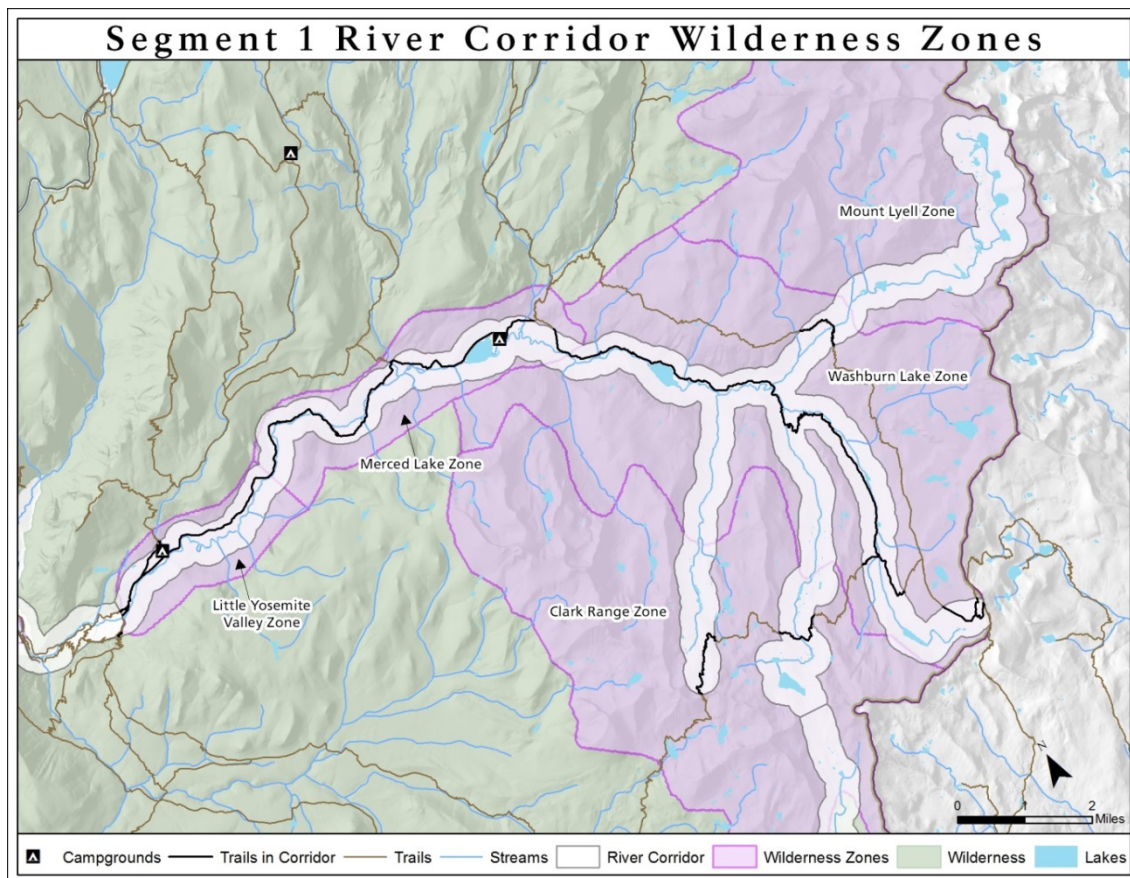 Segment 1 River Corridor Wilderness Zones
Mount Lyell Zone
Washburn Lake Zone
Merced Lake Zone
Little Yosemite
Valley Zone
Clark Range Zone
N
0 1 2
Miles
Campgrounds Trails in Corridor Trails Streams River Corridor Wilderness Zones Wilderness Lakes